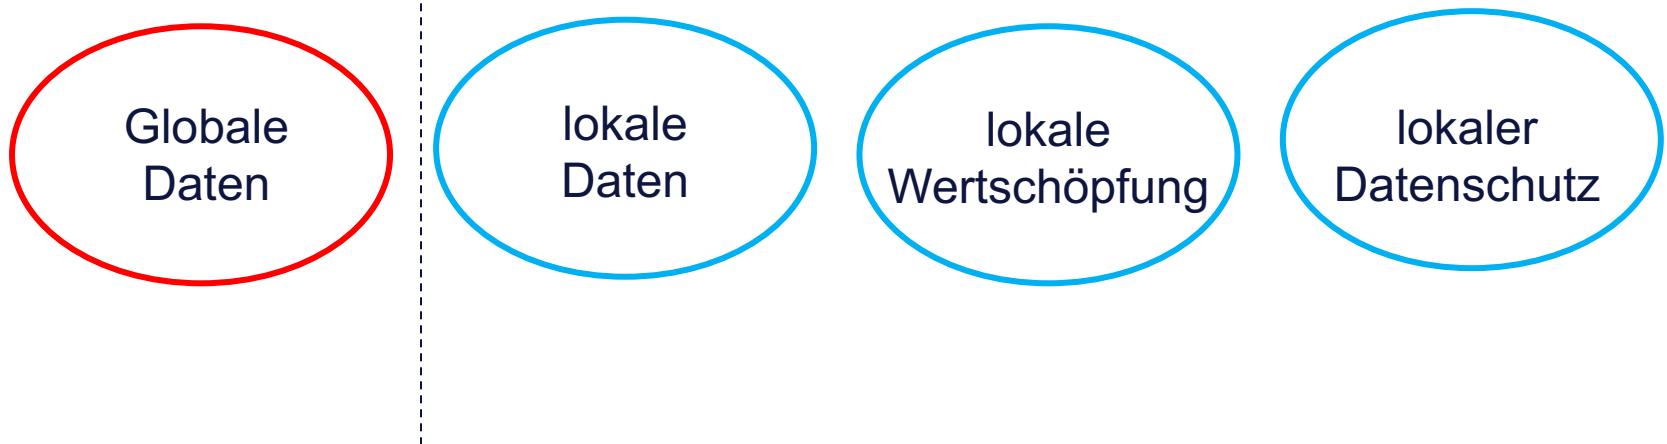 Globale
Daten
lokale
Daten
lokale
Wertschöpfung
lokaler
Datenschutz